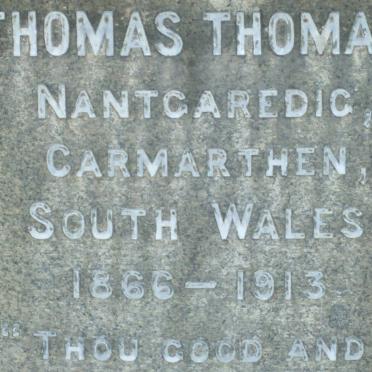 THOMAS THOMA
NANTGAREDIG,
CARMARTHEN,
SOUTH WALES
1866 – 1913
"THOU GOOD AND